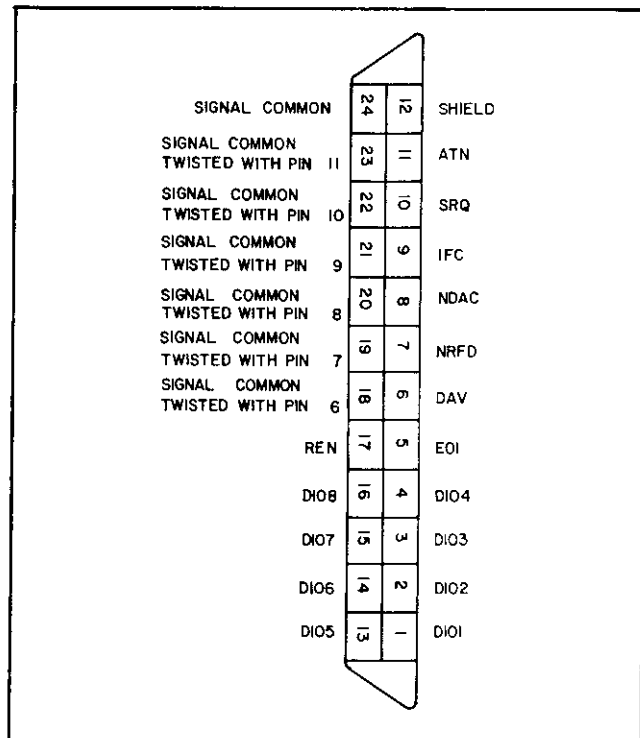 SIGNAL COMMON 24 12 SHIELD
SIGNAL COMMON
TWISTED WITH PIN 11 23 11 ATN
SIGNAL COMMON
TWISTED WITH PIN 10 22 10 SRQ
SIGNAL COMMON
TWISTED WITH PIN 9 21 9 IFC
SIGNAL COMMON
TWISTED WITH PIN 8 20 8 NDAC
SIGNAL COMMON
TWISTED WITH PIN 7 19 7 NRFD
SIGNAL COMMON
TWISTED WITH PIN 6 18 6 DAV
REN 17 5 EOI
DIO8 16 4 DIO4
DIO7 15 3 DIO3
DIO6 14 2 DIO2
DIO5 13 1 DIO1